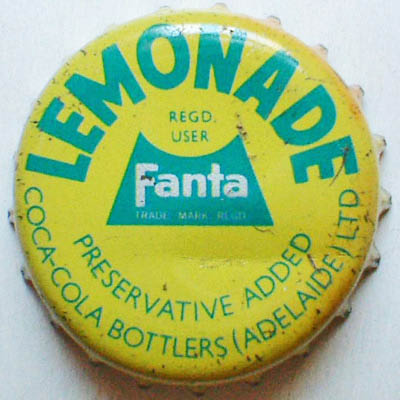 LEMONADE
REGD.
USER
Fanta
TRADE MARK REGD
PRESERVATIVE ADDED
COCA-COLA BOTTLERS (ADELAIDE) LTD